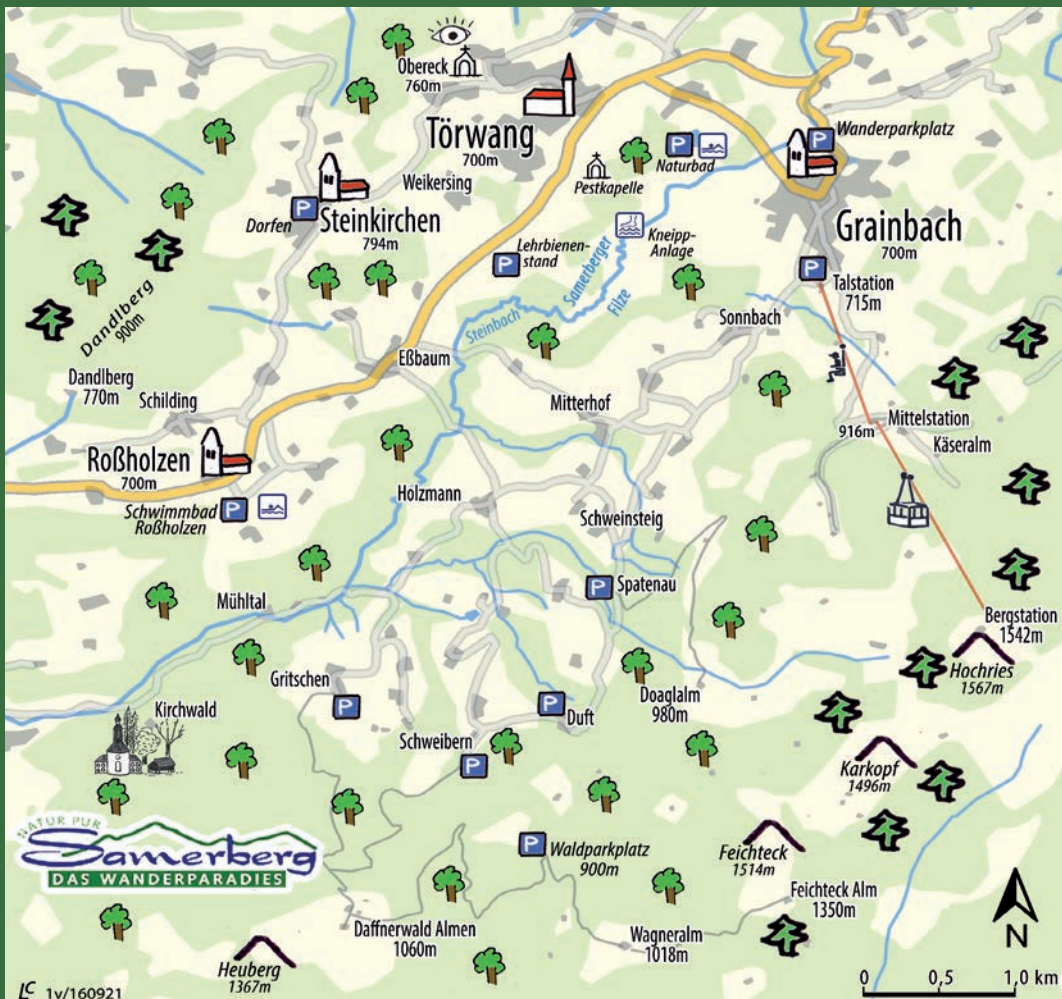 Obereck
760m
Törwang
700m
Wanderparkplatz
Naturbad
Pestkapelle
Weikersing
Dorfen
Steinkirchen
794m
Lehrbienen-
stand
Kneipp-
Anlage
Grainbach
700m
Talstation
715m
Samerberger
Filze
Steinbach
Sonnbach
Dandlberg
900m
Eßbaum
Dandlberg
770m
Schilding
Mitterhof
Mittelstation
916m
Käseralm
Roßholzen
700m
Schwimmbad
Roßholzen
Holzmann
Schweinsteig
Spatenau
Mühltal
Bergstation
1542m
Hochries
1567m
Gritschen
Doaglalm
980m
Duft
Kirchwald
Schweibern
Karkopf
1496m
NATUR PUR
Samerberg
DAS WANDERPARADIES
Waldparkplatz
900m
Feichteck
1514m
Feichteck Alm
1350m
Daffnerwald Almen
1060m
Wagneralm
1018m
Heuberg
1367m
N
0 0,5 1,0 km
LC 1v/160921
P
P
P
P
P
P
P
P
P
P
P